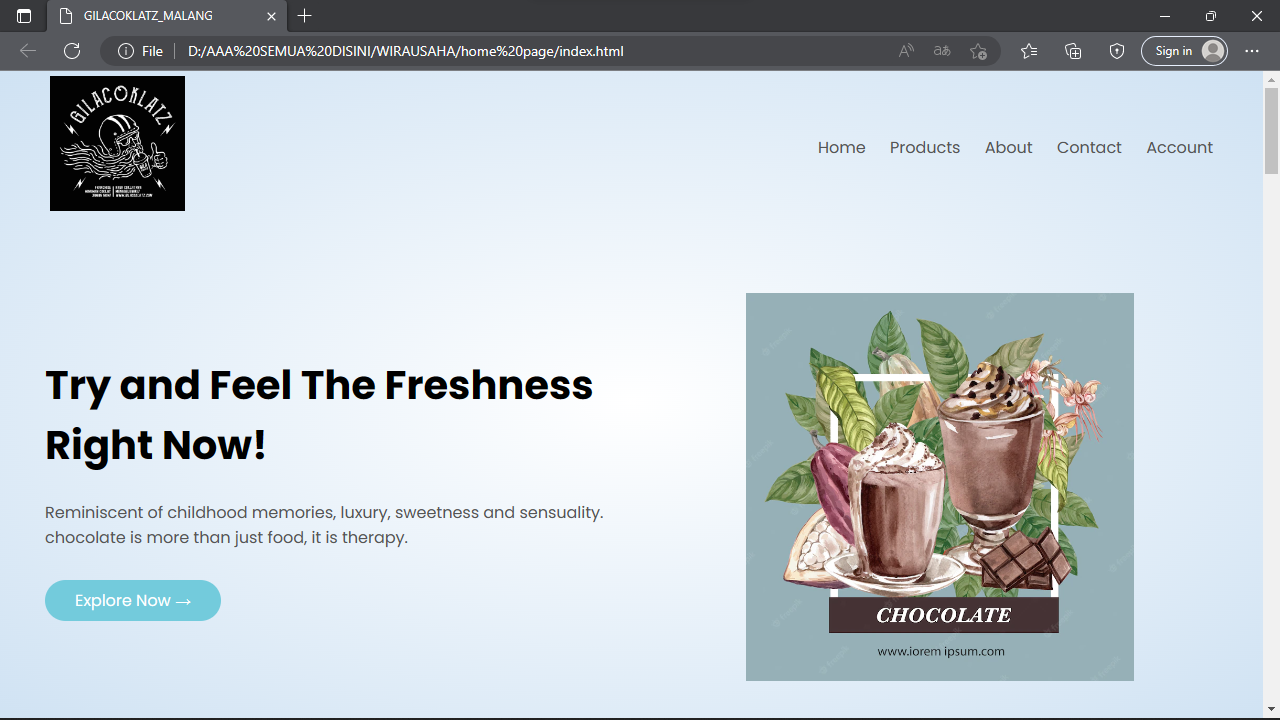 GILACOKLATZ_MALANG
File
D:/AAA%20SEMUA%20DISINI/WIRAUSAHA/home%20page/index.html
Sign in
GILACOKLATZ
Home
Products
About
Contact
Account
Try and Feel The Freshness
Right Now!
Reminiscent of childhood memories, luxury, sweetness and sensuality.
chocolate is more than just food, it is therapy.
Explore Now →
CHOCOLATE
www.iorem ipsum.com